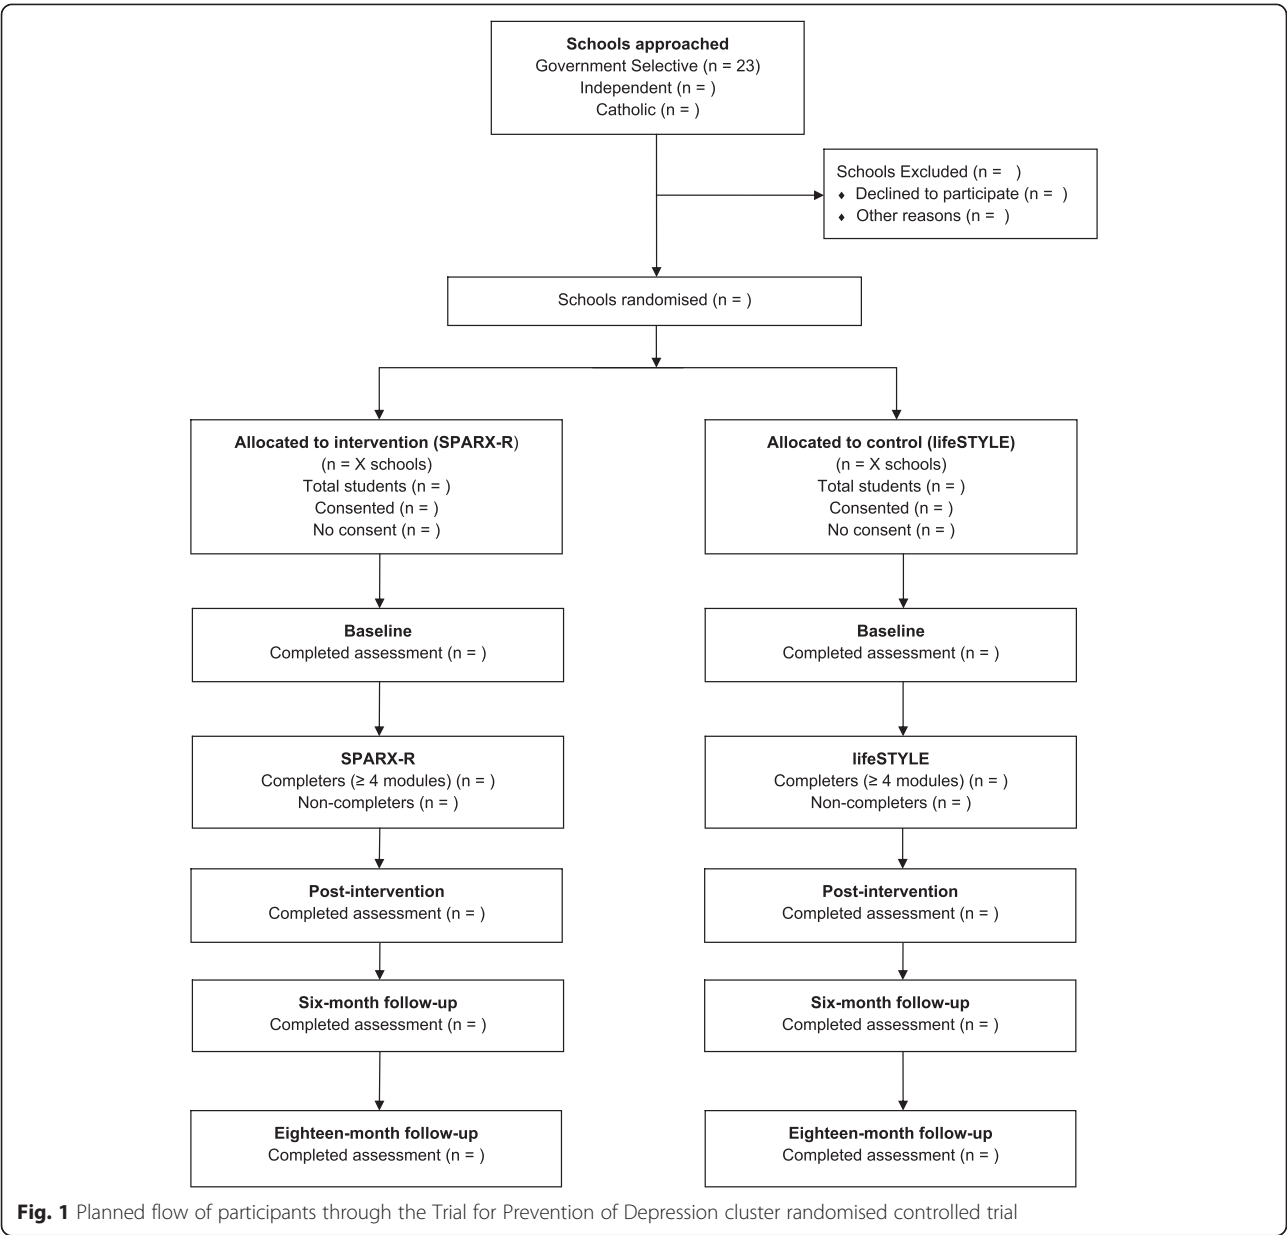 Schools approached
Government Selective (n = 23)
Independent (n = )
Catholic (n = )
Schools Excluded (n =   )
♦ Declined to participate (n =  )
♦ Other reasons (n =  )
Schools randomised (n = )
Allocated to intervention (SPARX-R)
(n = X schools)
Total students (n = )
Consented (n = )
No consent (n = )
Allocated to control (lifeSTYLE)
(n = X schools)
Total students (n = )
Consented (n = )
No consent (n = )
Baseline
Completed assessment (n = )
Baseline
Completed assessment (n = )
SPARX-R
Completers (≥ 4 modules) (n = )
Non-completers (n = )
lifeSTYLE
Completers (≥ 4 modules) (n = )
Non-completers (n = )
Post-intervention
Completed assessment (n = )
Post-intervention
Completed assessment (n = )
Six-month follow-up
Completed assessment (n = )
Six-month follow-up
Completed assessment (n = )
Eighteen-month follow-up
Completed assessment (n = )
Eighteen-month follow-up
Completed assessment (n = )
Fig. 1 Planned flow of participants through the Trial for Prevention of Depression cluster randomised controlled trial